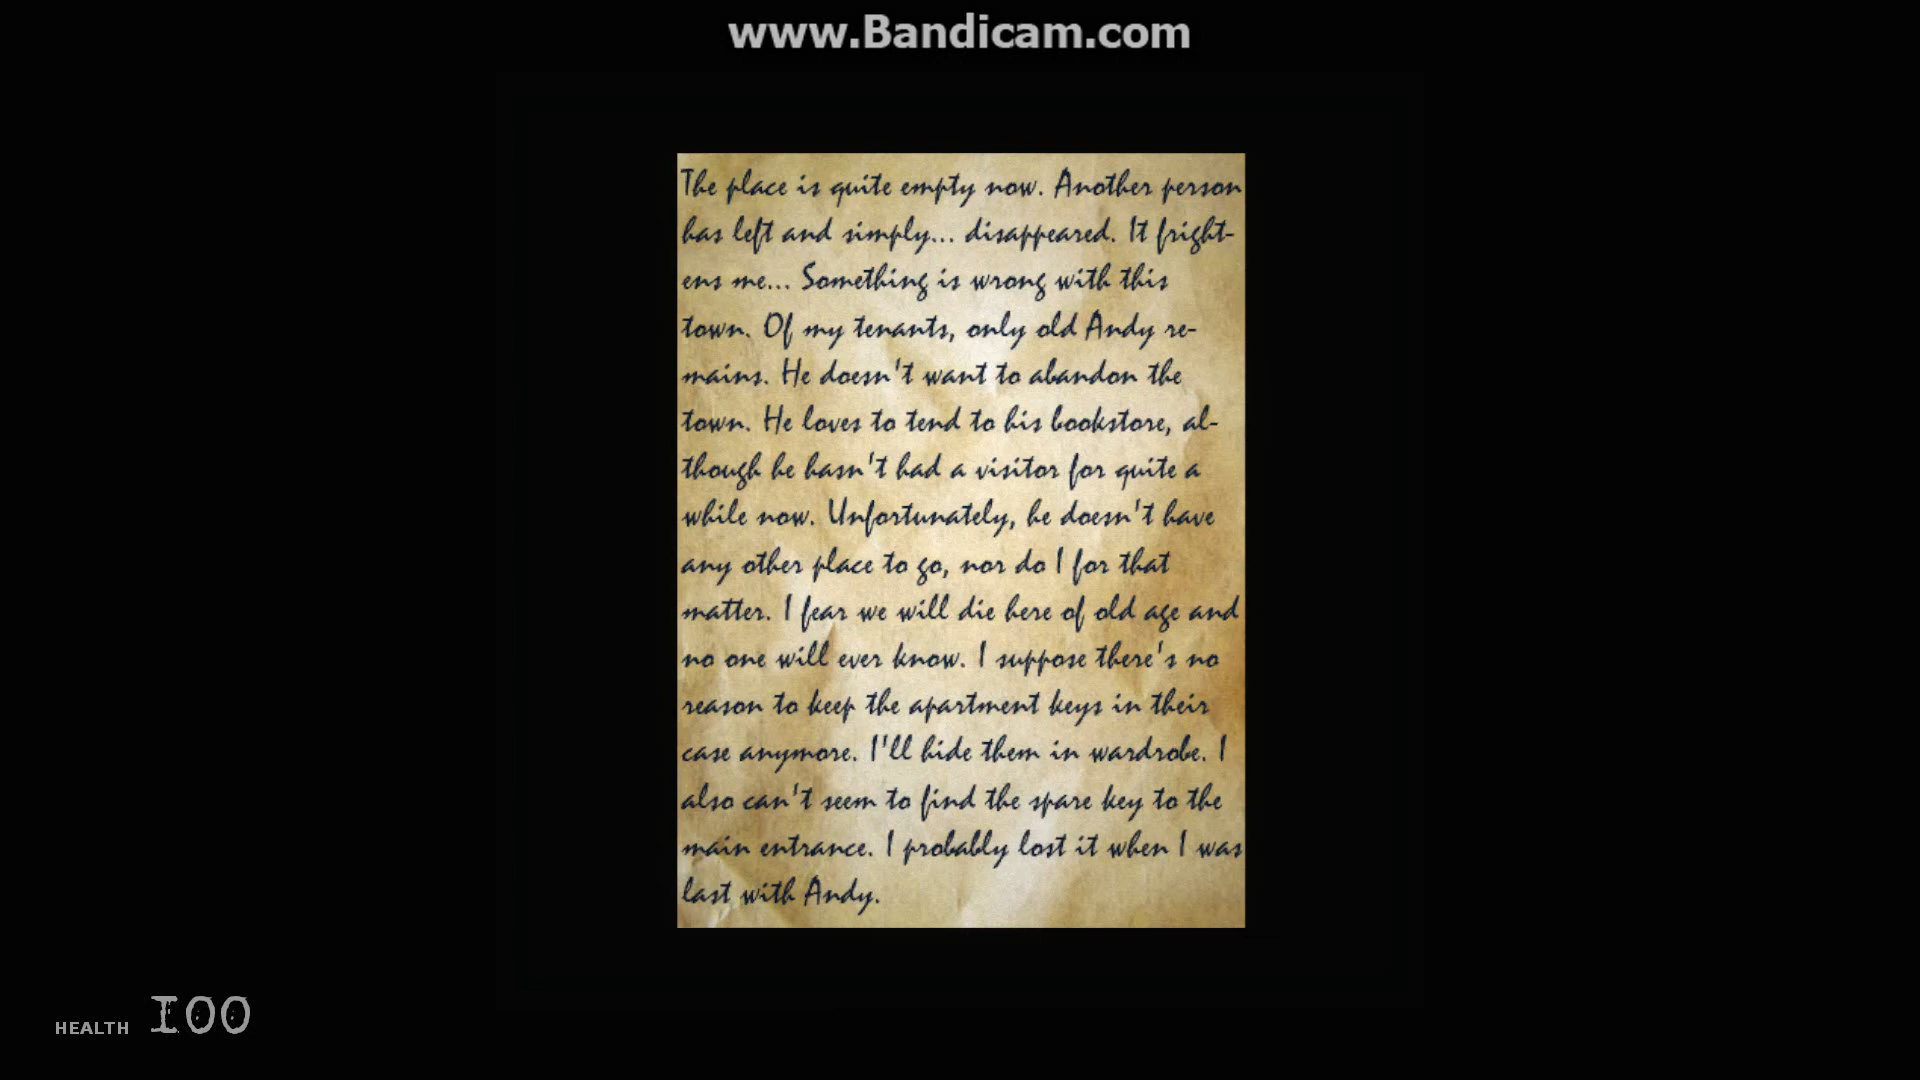 www.Bandicam.com
The place is quite empty now. Another person
has left and simply... disappeared. It fright-
ens me... Something is wrong with this
town. Of my tenants, only old Andy re-
mains. He doesn't want to abandon the
town. He loves to tend to his bookstore, al-
though he hasn't had a visitor for quite a
while now. Unfortunately, he doesn't have
any other place to go, nor do I for that
matter. I fear we will die here of old age and
no one will ever know. I suppose there's no
reason to keep the apartment keys in their
case anymore. I'll hide them in wardrobe. I
also can't seem to find the spare key to the
main entrance. I probably lost it when I was
last with Andy.
HEALTH 100